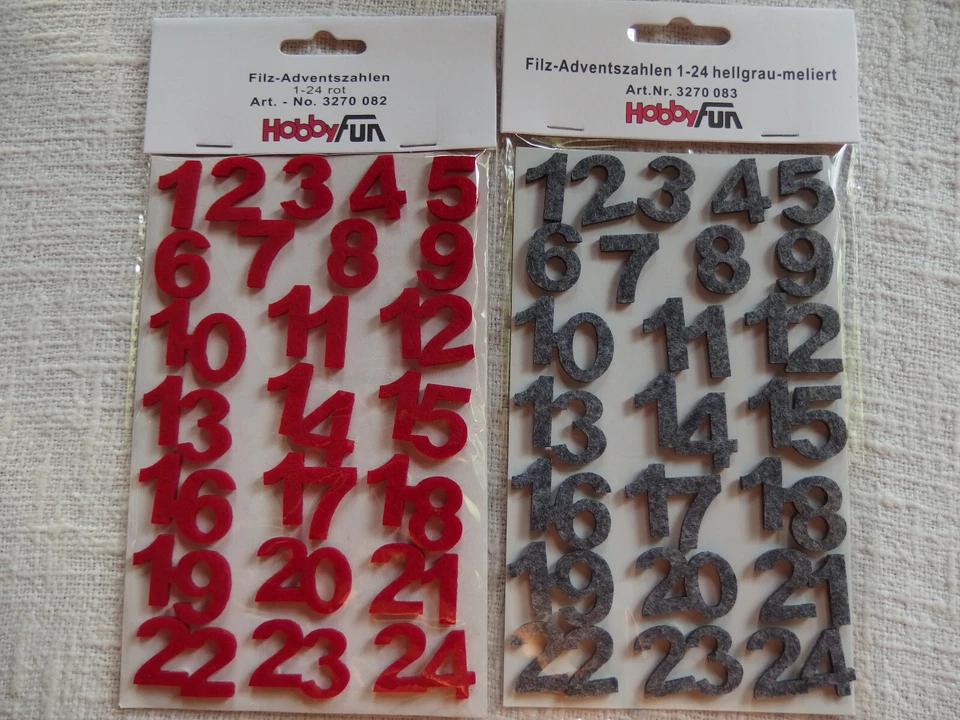 Filz-Adventszahlen
1-24 rot
Art. - No. 3270 082
HobbyFun
1 2 3 4 5
6 7 8 9
10 11 12
13 14 15
16 17 18
19 20 21
22 23 24
Filz-Adventszahlen 1-24 hellgrau-meliert
Art.Nr. 3270 083
HobbyFun
1 2 3 4 5
6 7 8 9
10 11 12
13 14 15
16 17 18
19 20 21
22 23 24